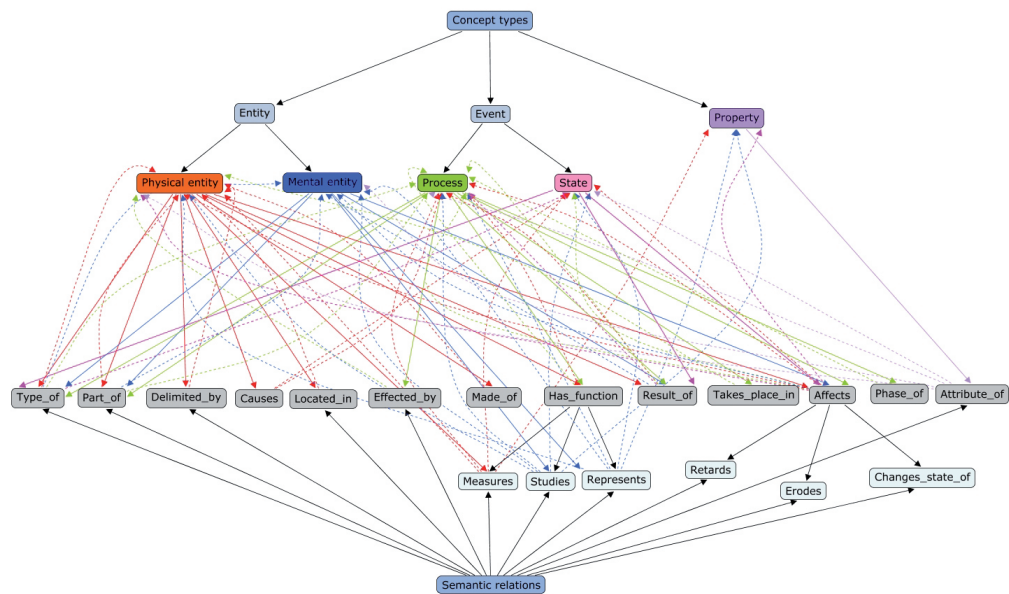 Concept types
Entity
Event
Property
Physical entity
Mental entity
Process
State
Type_of
Part_of
Delimited_by
Causes
Located_in
Effected_by
Made_of
Has_function
Result_of
Takes_place_in
Affects
Phase_of
Attribute_of
Measures
Studies
Represents
Retards
Erodes
Changes_state_of
Semantic relations